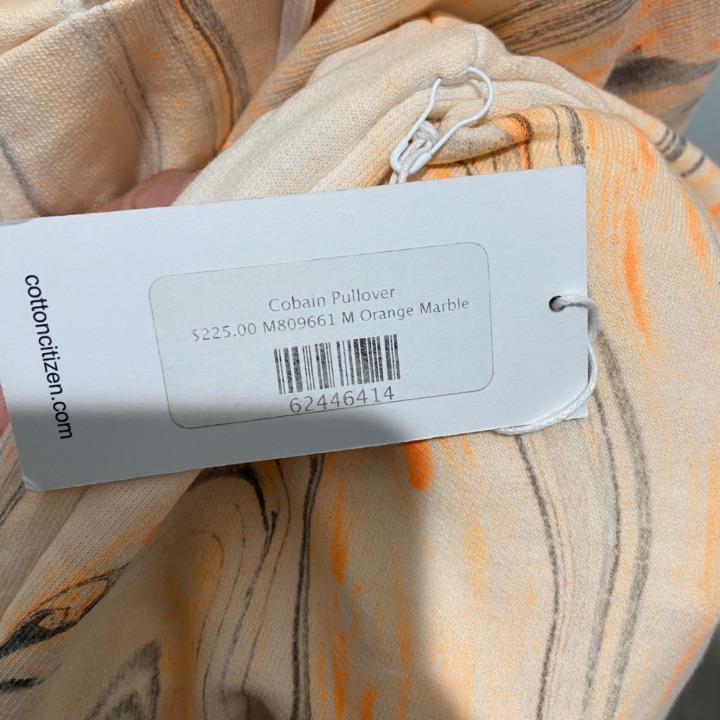 cottoncitizen.com
Cobain Pullover
$225.00 M809661 M Orange Marble
62446414